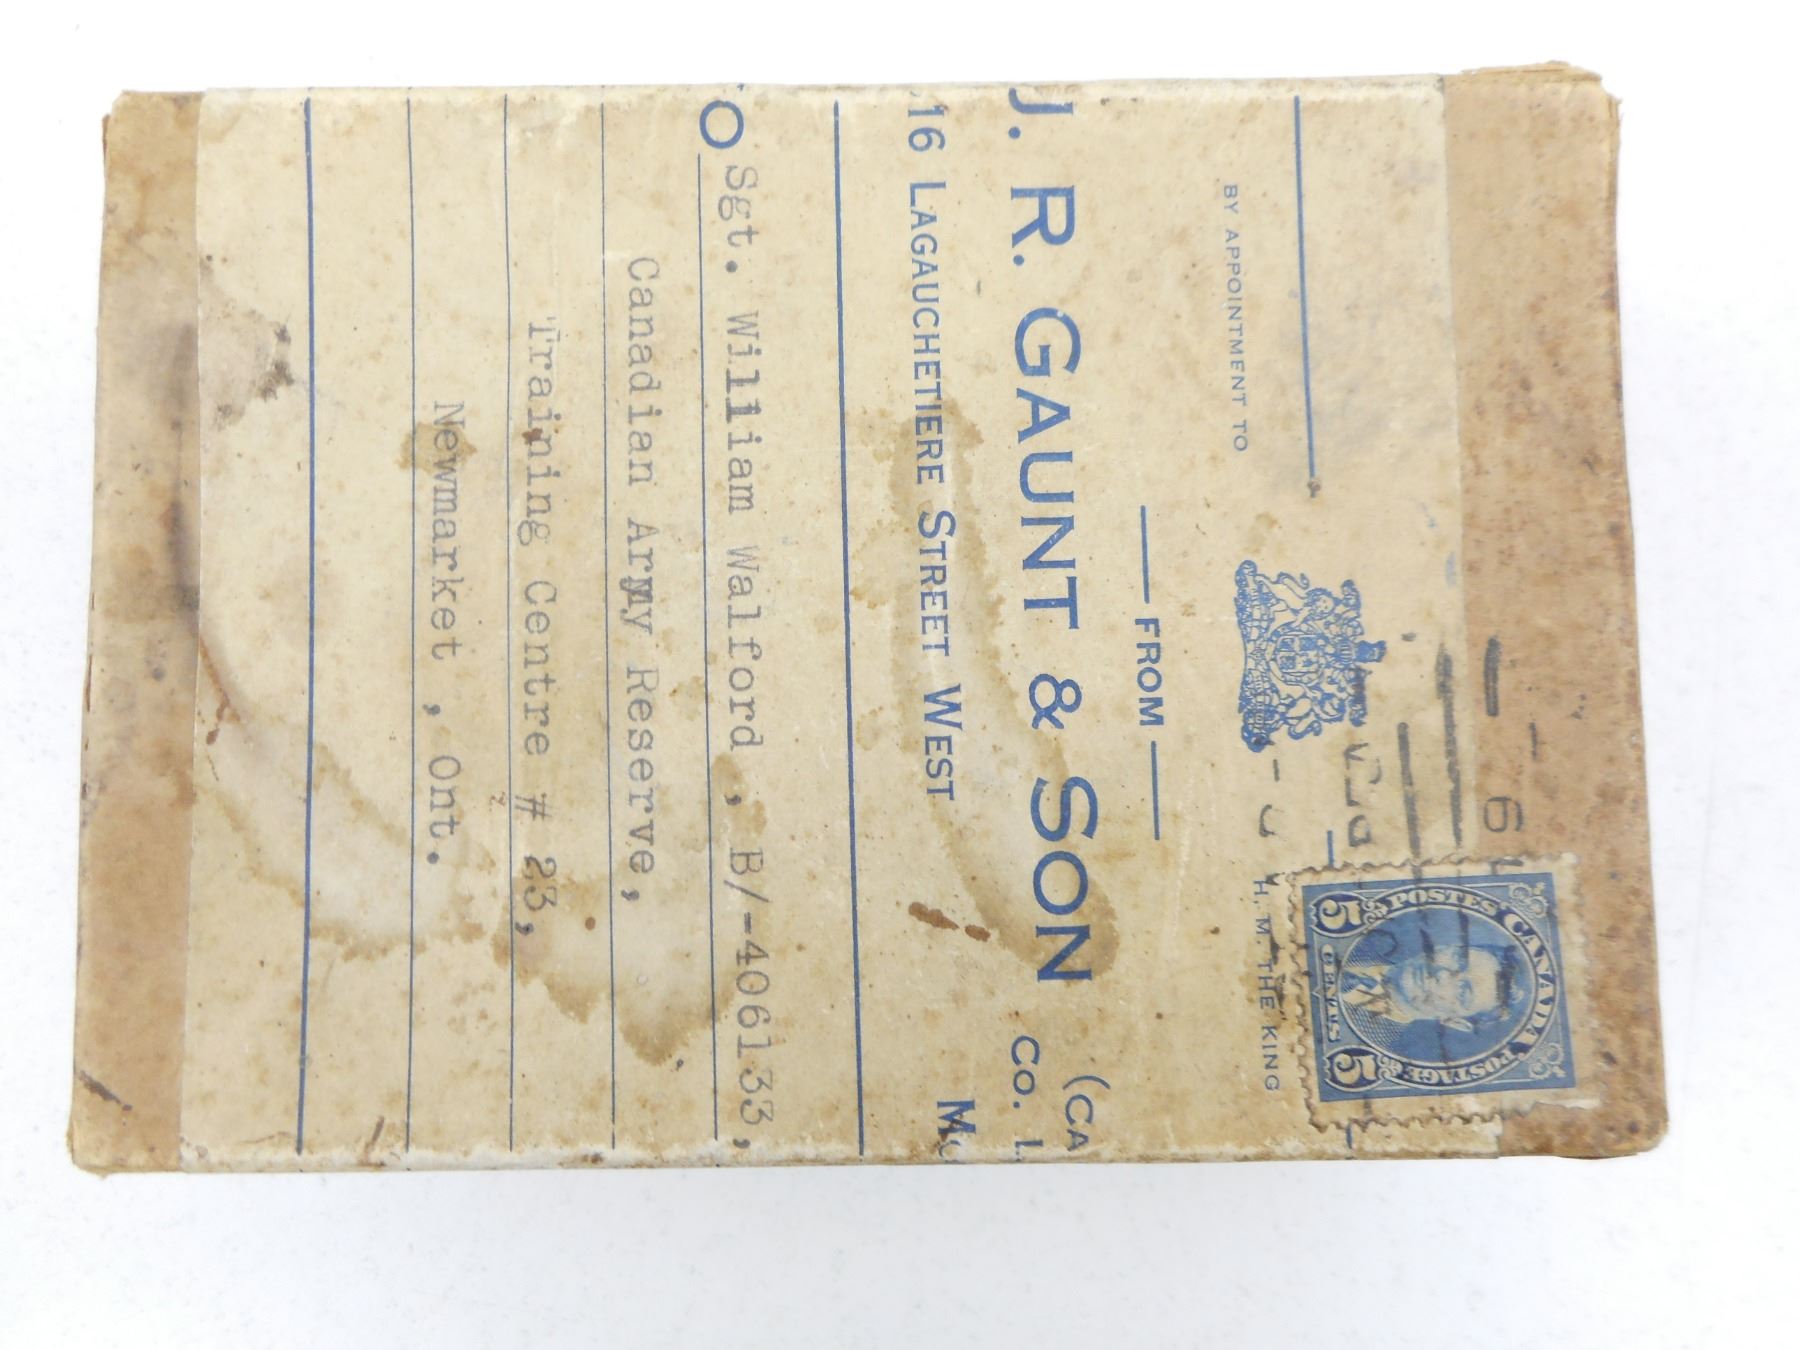 BY APPOINTMENT TO H. M. THE KING
FROM
J. R. GAUNT & SON (CA
CO. L
16 LAGAUCHETIERE STREET WEST
O Sgt. William Walford , B/-406133,
Canadian Army Reserve,
Training Centre # 23,
Newmarket , Ont.
POSTES CANADA POSTAGE
5 CENTS 5